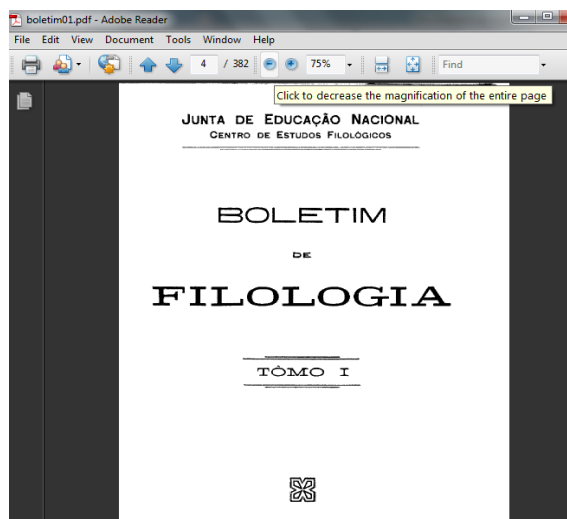 boletim01.pdf - Adobe Reader
File Edit View Document Tools Window Help
4 / 382 75% Find
Click to decrease the magnification of the entire page
JUNTA DE EDUCAÇÃO NACIONAL
CENTRO DE ESTUDOS FILOLÓGICOS
BOLETIM
DE
FILOLOGIA
TÔMO I